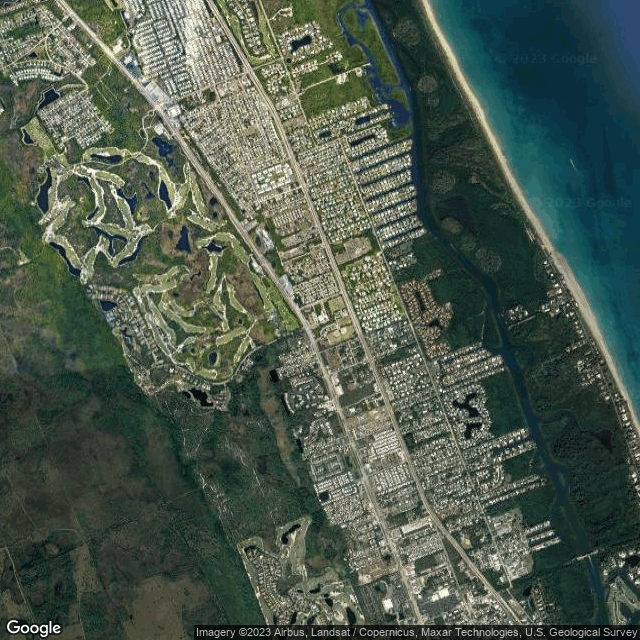 ©2023 Google
©2023 Google
Google
Imagery ©2023 Airbus, Landsat / Copernicus, Maxar Technologies, U.S. Geological Survey